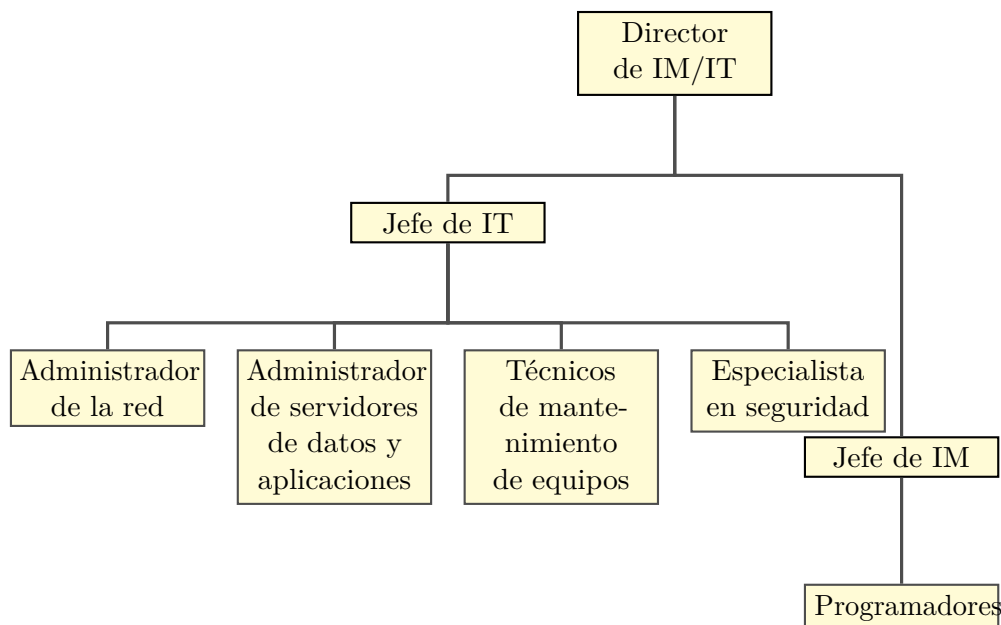 Director
de IM/IT
Jefe de IT
Administrador
de la red
Administrador
de servidores
de datos y
aplicaciones
Técnicos
de mante-
nimiento
de equipos
Especialista
en seguridad
Jefe de IM
Programadores